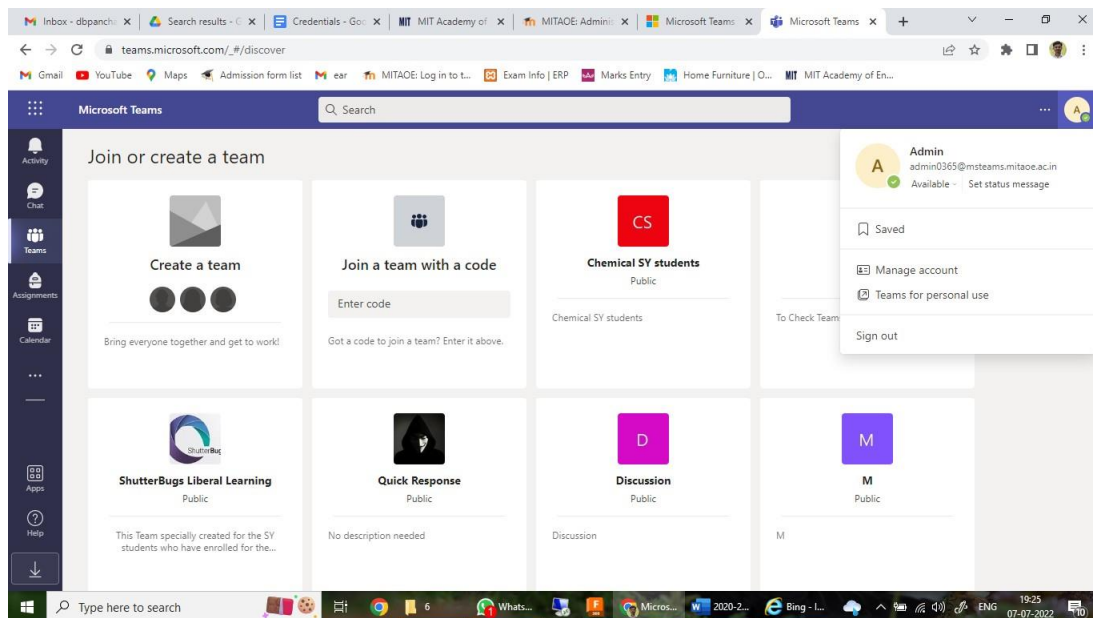 Inbox - dbpancha
Search results - G
Credentials - Goo
MIT MIT Academy of
MITAOE: Adminis
Microsoft Teams
Microsoft Teams
teams.microsoft.com/_#/discover
Gmail
YouTube
Maps
Admission form list
ear
MITAOE: Log in to t...
Exam Info | ERP
Marks Entry
Home Furniture | O...
MIT MIT Academy of En...
Microsoft Teams
Search
A
Activity
Chat
Teams
Assignments
Calendar
Apps
Help
Join or create a team
Create a team
Bring everyone together and get to work!
Join a team with a code
Enter code
Got a code to join a team? Enter it above.
CS
Chemical SY students
Public
Chemical SY students
To Check Team
A
Admin
admin0365@msteams.mitaoe.ac.in
Available
Set status message
Saved
Manage account
Teams for personal use
Sign out
ShutterBug
ShutterBugs Liberal Learning
Public
This Team specially created for the SY
students who have enrolled for the...
Quick Response
Public
No description needed
D
Discussion
Public
Discussion
M
M
Public
M
Type here to search
6
Whats...
Micros...
2020-2...
Bing - I...
ENG
19:25
07-07-2022